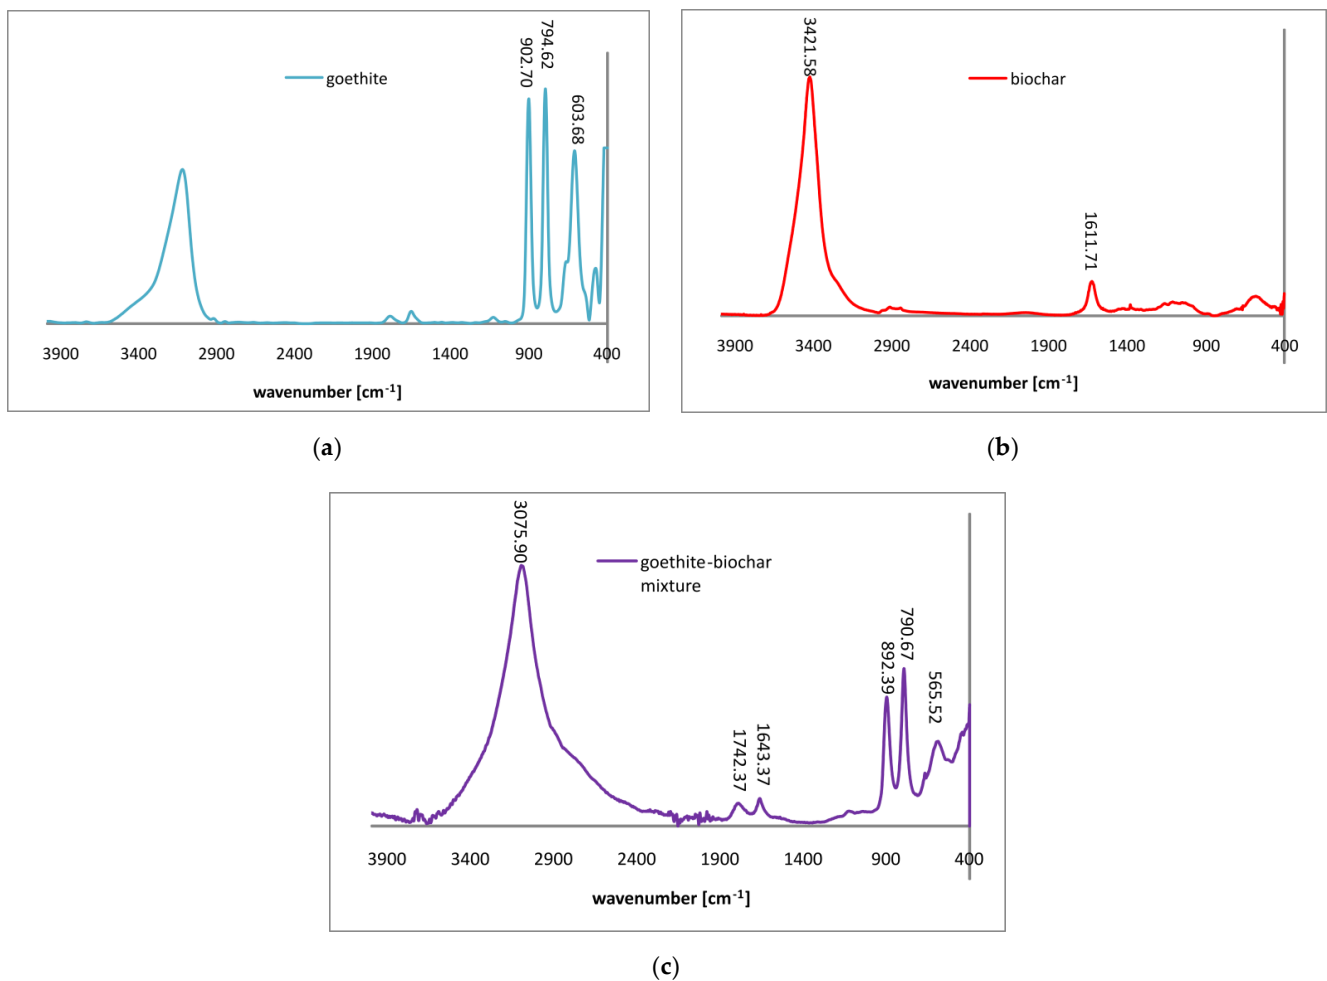 794.62
902.70
603.68
goethite
3900 3400 2900 2400 1900 1400 900 400
wavenumber [cm-1]
(a)
3421.58
biochar
1611.71
3900 3400 2900 2400 1900 1400 900 400
wavenumber [cm-1]
(b)
3075.90
goethite-biochar
mixture
790.67
892.39
565.52
1643.37
1742.37
3900 3400 2900 2400 1900 1400 900 400
wavenumber [cm-1]
(c)